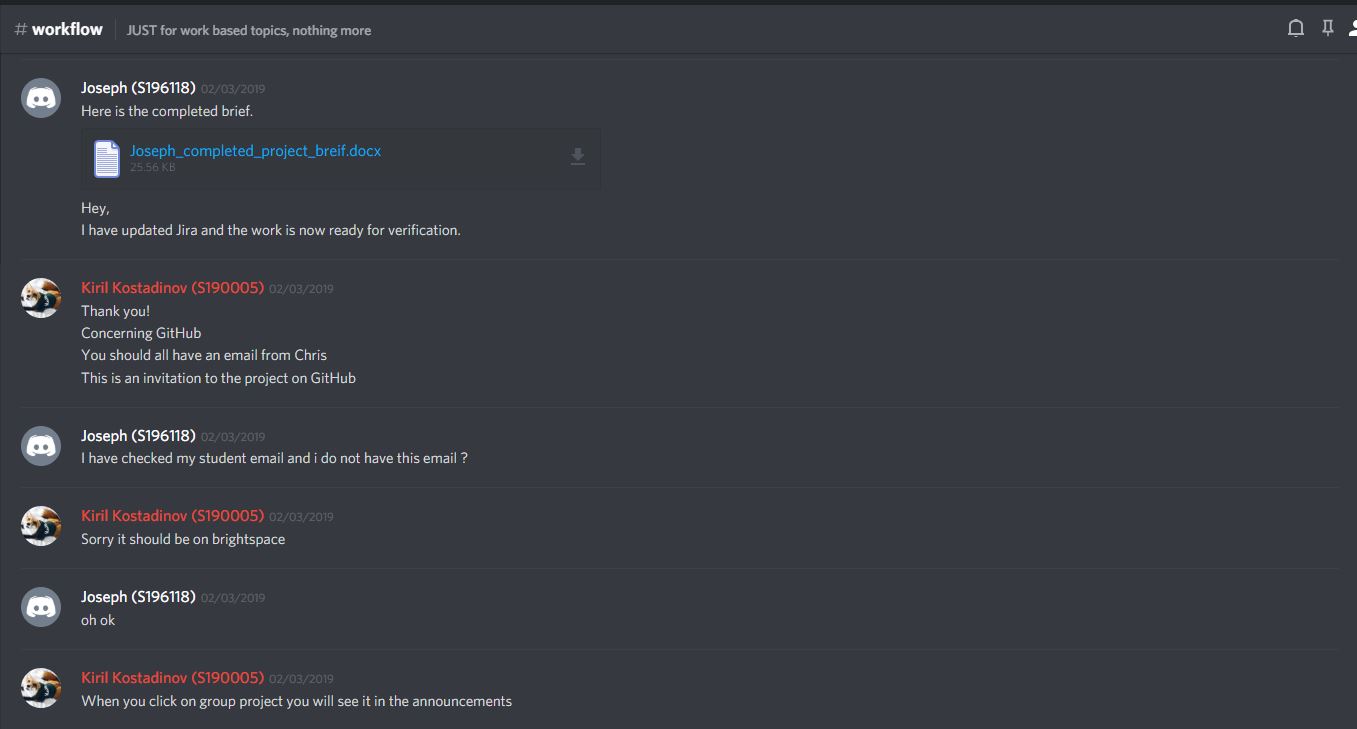 # workflow JUST for work based topics, nothing more
Joseph (S196118) 02/03/2019
Here is the completed brief.
Joseph_completed_project_breif.docx
25.56 KB
Hey,
I have updated Jira and the work is now ready for verification.
Kiril Kostadinov (S190005) 02/03/2019
Thank you!
Concerning GitHub
You should all have an email from Chris
This is an invitation to the project on GitHub
Joseph (S196118) 02/03/2019
I have checked my student email and i do not have this email ?
Kiril Kostadinov (S190005) 02/03/2019
Sorry it should be on brightspace
Joseph (S196118) 02/03/2019
oh ok
Kiril Kostadinov (S190005) 02/03/2019
When you click on group project you will see it in the announcements